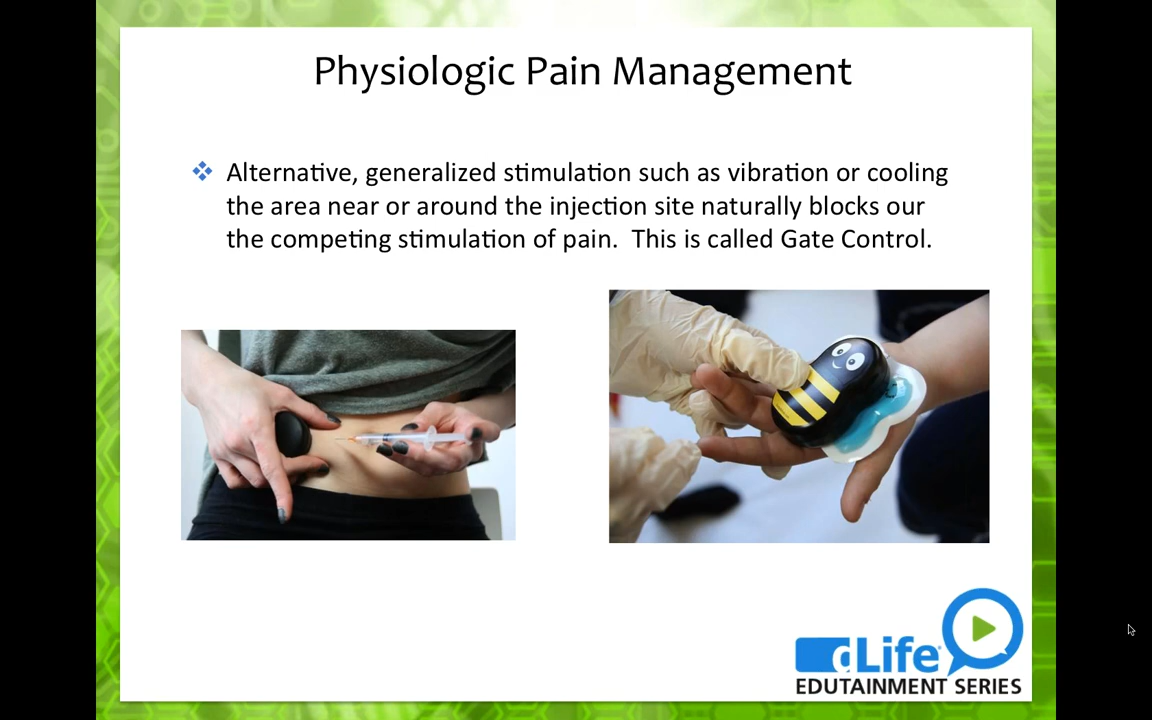 Physiologic Pain Management
Alternative, generalized stimulation such as vibration or cooling
the area near or around the injection site naturally blocks our
the competing stimulation of pain.  This is called Gate Control.
dLife
EDUTAINMENT SERIES